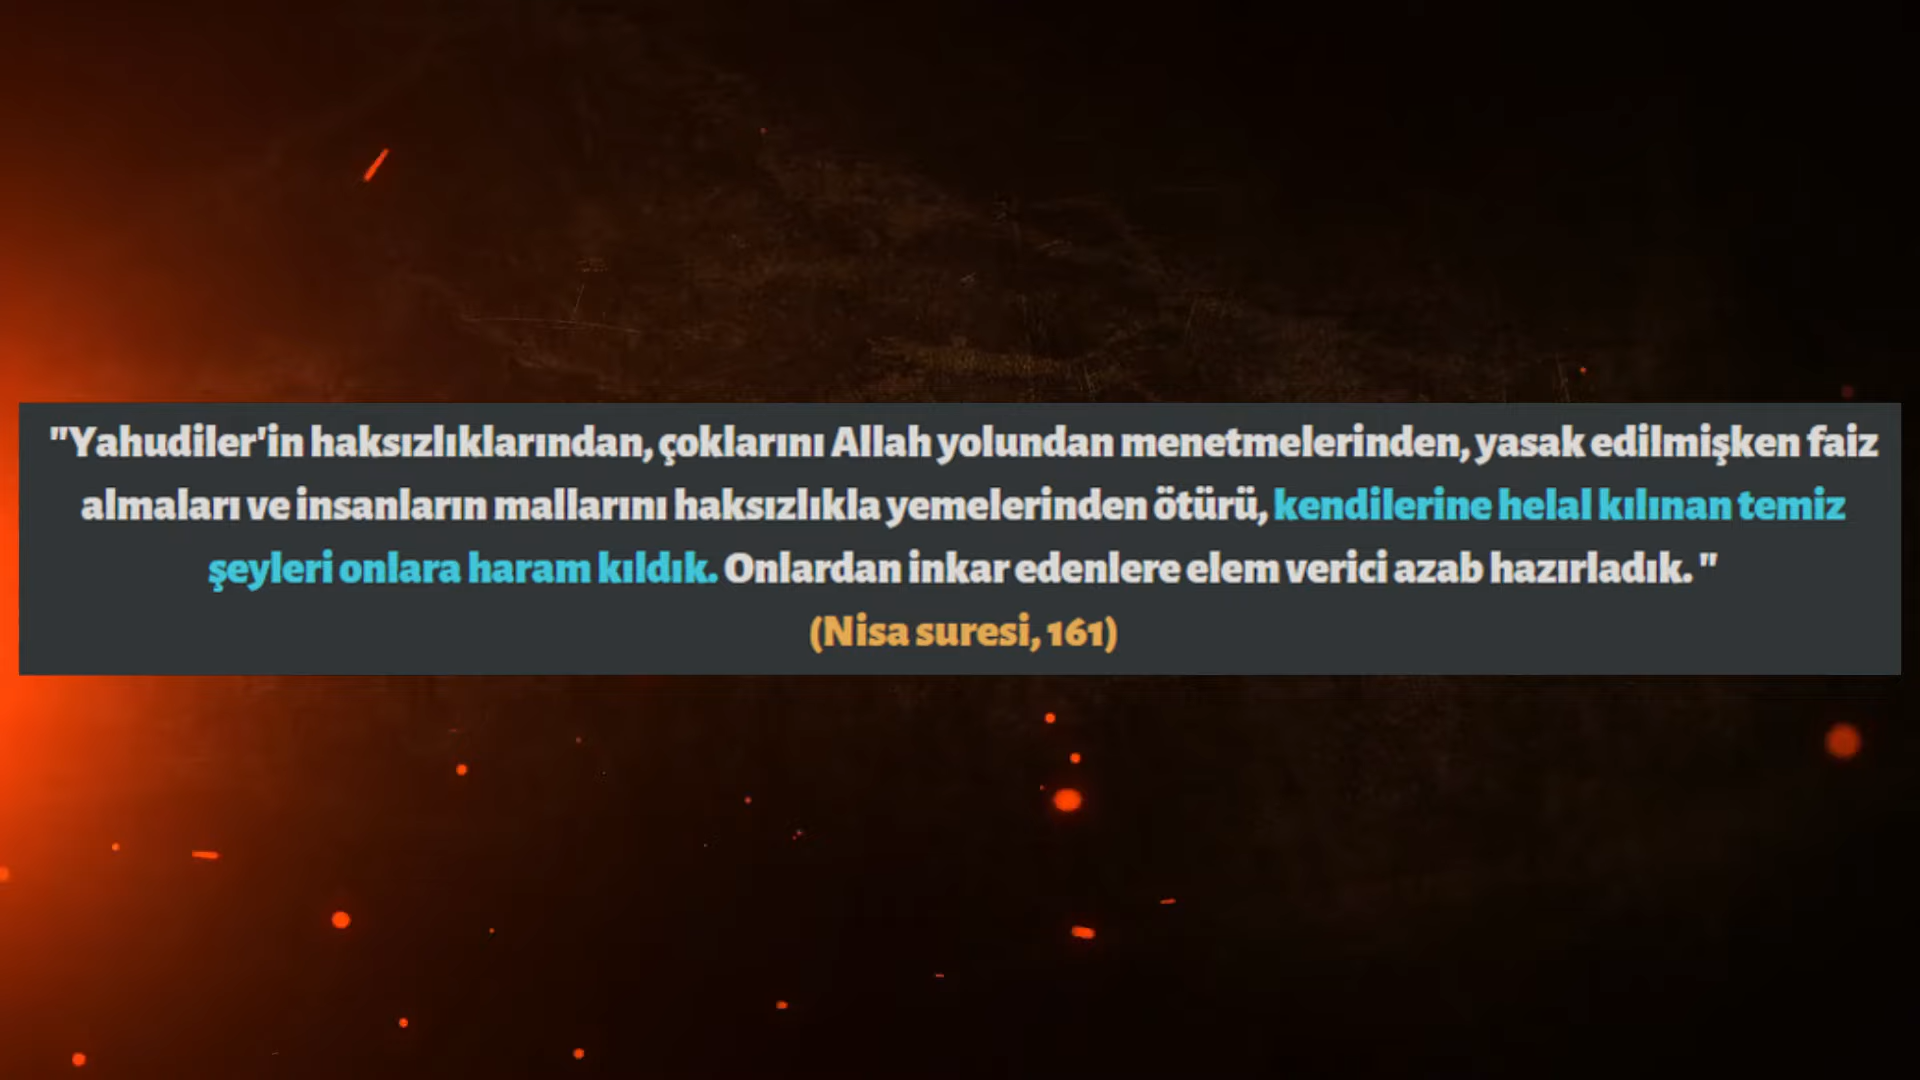 "Yahudiler'in haksızlıklarından, çoklarını Allah yolundan menetmelerinden, yasak edilmişken faiz
almaları ve insanların mallarını haksızlıkla yemelerinden ötürü, kendilerine helal kılınan temiz
şeyleri onlara haram kıldık. Onlardan inkar edenlere elem verici azab hazırladık. "
(Nisa suresi, 161)